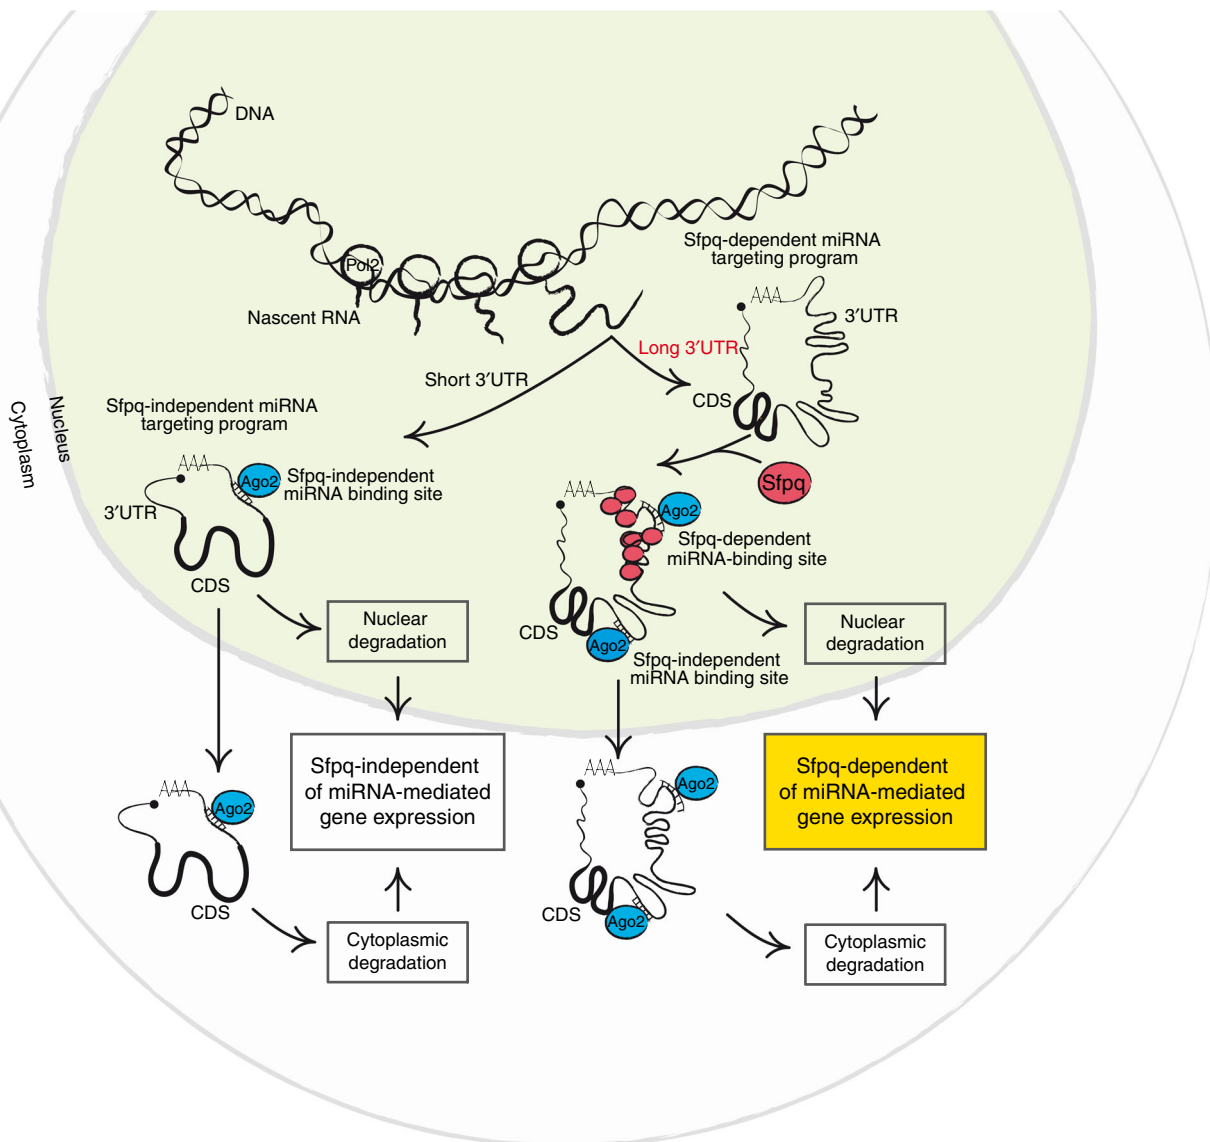 DNA
Pol2
Nascent RNA
Sfpq-dependent miRNA
targeting program
AAA
3′UTR
Long 3′UTR
Short 3′UTR
CDS
Nucleus
Cytoplasm
Sfpq-independent miRNA
targeting program
AAA
Ago2
Sfpq-independent
miRNA binding site
3′UTR
CDS
Sfpq
AAA
Ago2
Sfpq-dependent
miRNA-binding site
CDS
Ago2
Sfpq-independent
miRNA binding site
Nuclear
degradation
Nuclear
degradation
Sfpq-independent
of miRNA-mediated
gene expression
Sfpq-dependent
of miRNA-mediated
gene expression
AAA
Ago2
CDS
AAA
Ago2
CDS
Ago2
Cytoplasmic
degradation
Cytoplasmic
degradation